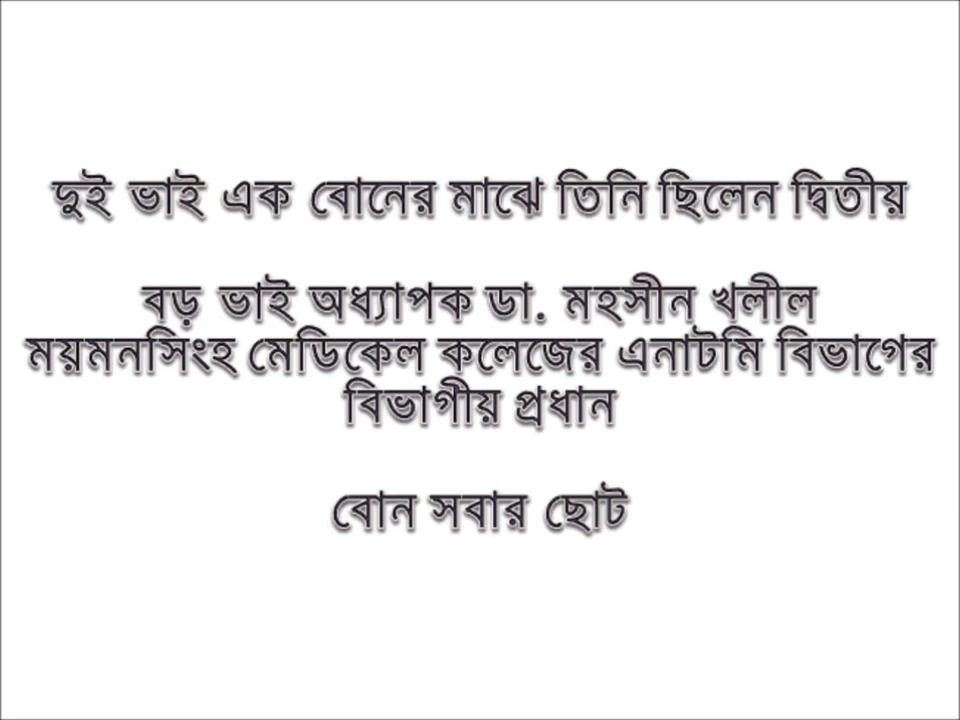 দুই ভাই এক বোনের মাঝে তিনি ছিলেন দ্বিতীয়
বড় ভাই অধ্যাপক ডা. মহসীন খলীল
ময়মনসিংহ মেডিকেল কলেজের এনাটমি বিভাগের
বিভাগীয় প্রধান
বোন সবার ছোট